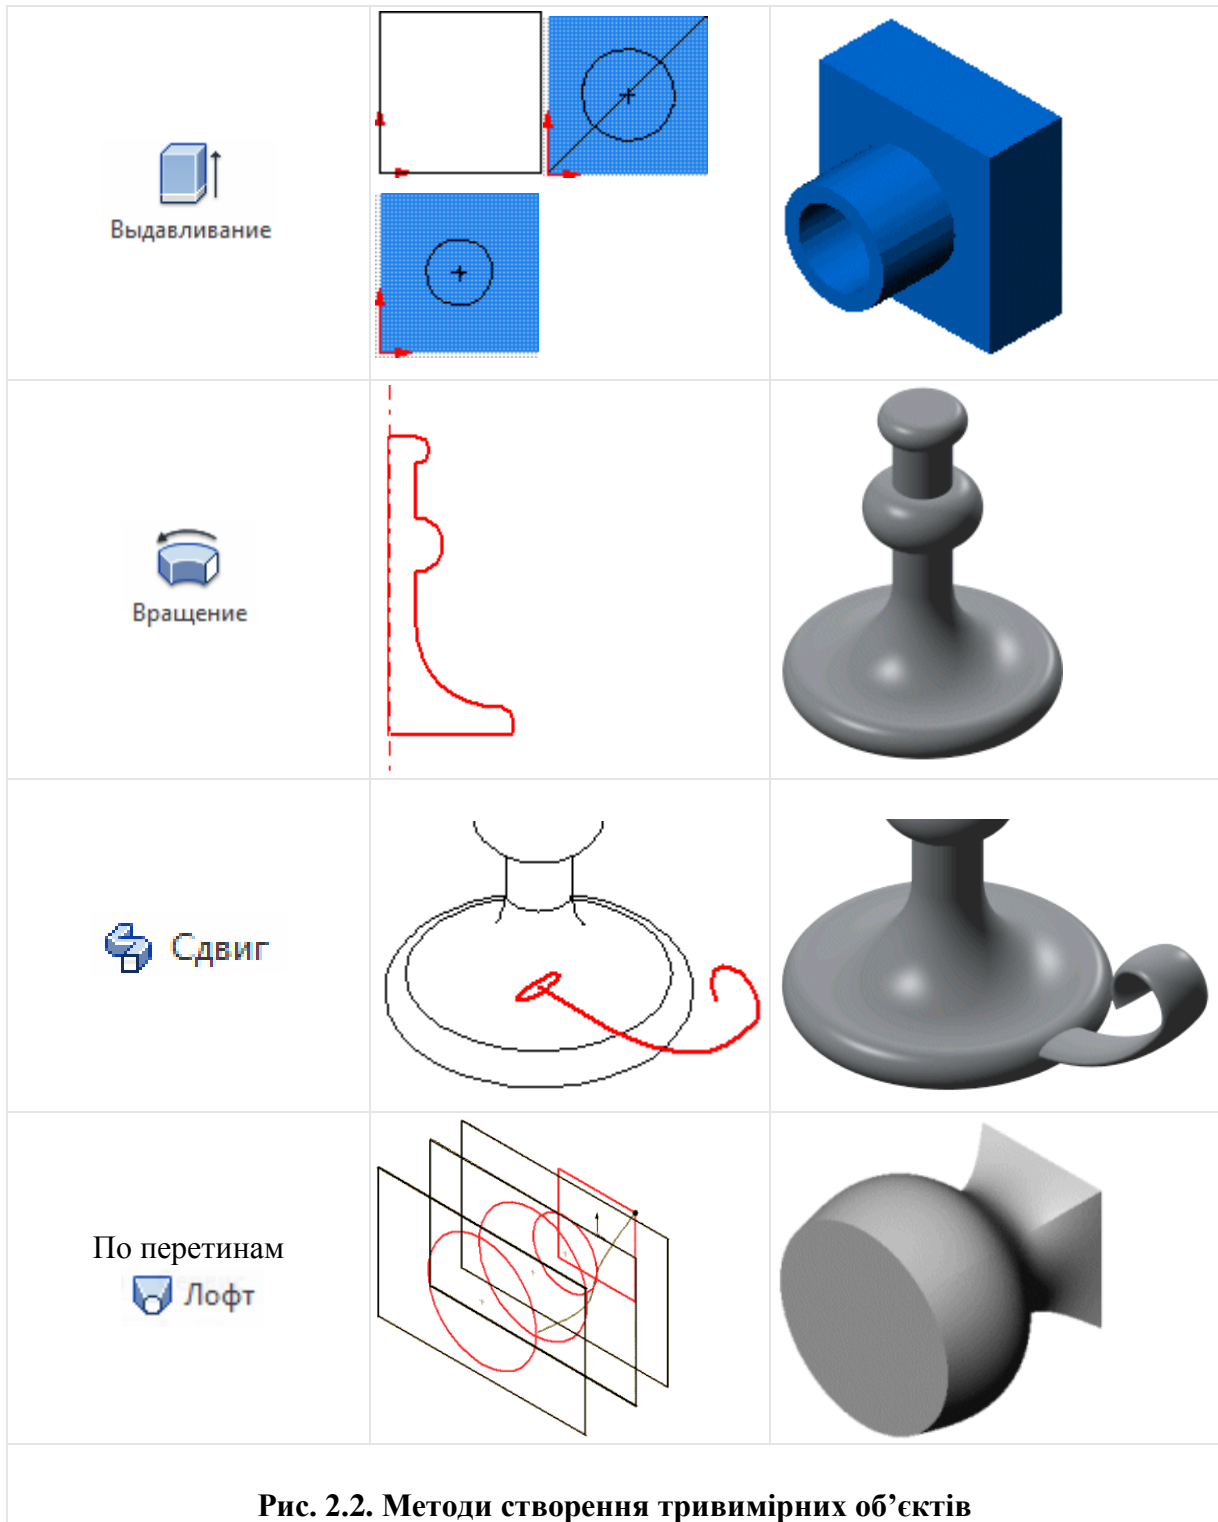 Выдавливание
Вращение
Сдвиг
По перетинам
Лофт
Рис. 2.2. Методи створення тривимірних об’єктів